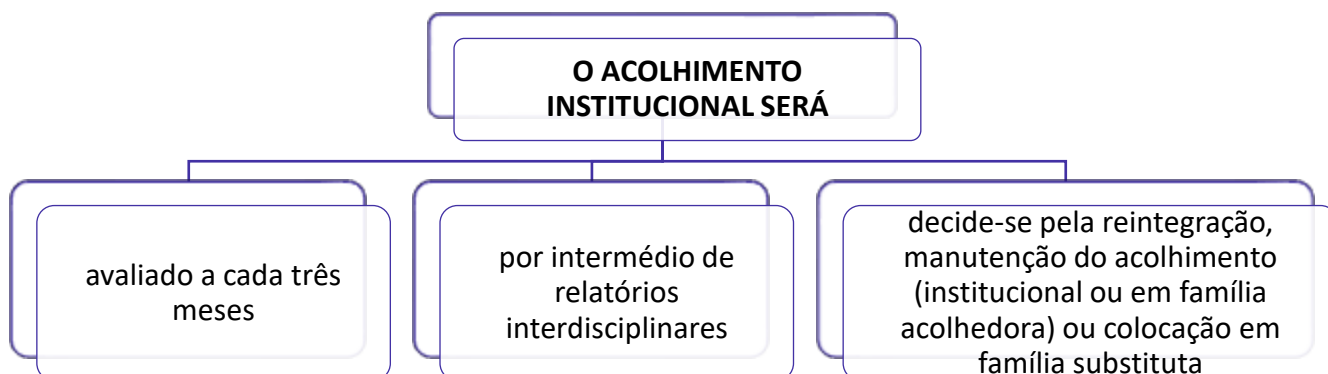 O ACOLHIMENTO
INSTITUCIONAL SERÁ
avaliado a cada três
meses
por intermédio de
relatórios
interdisciplinares
decide-se pela reintegração,
manutenção do acolhimento
(institucional ou em família
acolhedora) ou colocação em
família substituta